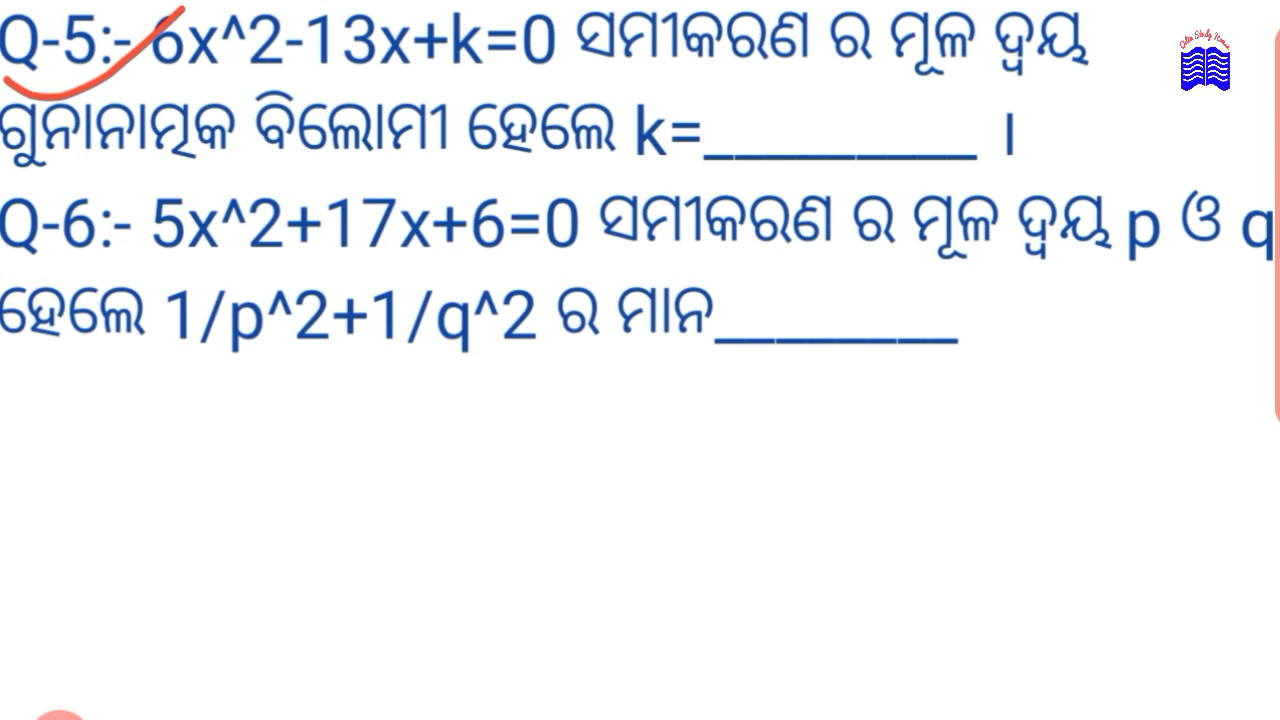 Q-5:- 6x^2-13x+k=0 ସମୀକରଣ ର ମୂଳ ଦ୍ୱୟ
ଗୁନାନାତ୍ମକ ବିଲୋମୀ ହେଲେ k=_________ ।
Q-6:- 5x^2+17x+6=0 ସମୀକରଣ ର ମୂଳ ଦ୍ୱୟ p ଓ q
ହେଲେ 1/p^2+1/q^2 ର ମାନ________